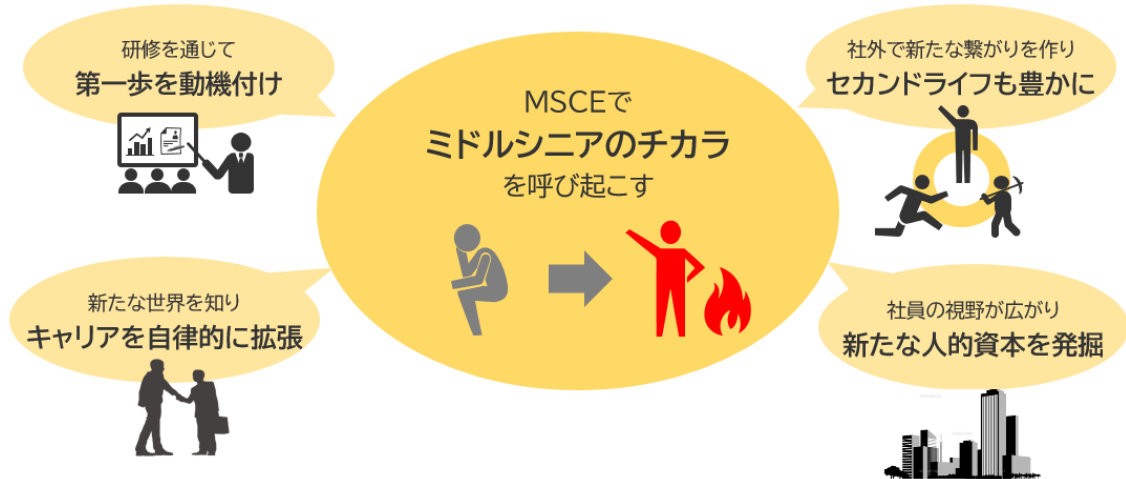 研修を通じて
第一歩を動機付け
MSCEで
ミドルシニアのチカラ
を呼び起こす
社外で新たな繋がりを作り
セカンドライフも豊かに
新たな世界を知り
キャリアを自律的に拡張
社員の視野が広がり
新たな人的資本を発掘